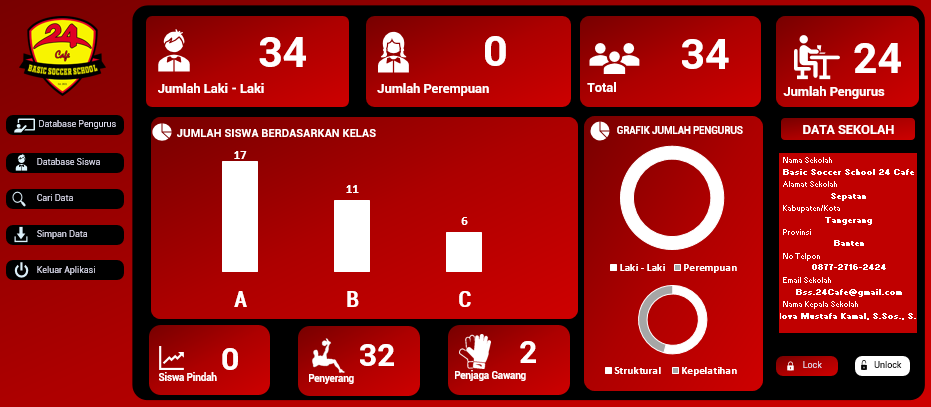 24
Cafe
BASIC SOCCER SCHOOL
Database Pengurus
Database Siswa
Cari Data
Simpan Data
Keluar Aplikasi
34
Jumlah Laki - Laki
0
Jumlah Perempuan
34
Total
24
Jumlah Pengurus
JUMLAH SISWA BERDASARKAN KELAS
17
11
6
A B C
0
Siswa Pindah
32
Penyerang
2
Penjaga Gawang
GRAFIK JUMLAH PENGURUS
Laki - Laki Perempuan
Struktural Kepelatihan
DATA SEKOLAH
Nama Sekolah
Basic Soccer School 24 Cafe
Alamat Sekolah
Sepatan
Kabupaten/Kota
Tangerang
Provinsi
Banten
No Telpon
0877-2716-2424
Email Sekolah
Bss.24Cafe@gmail.com
Nama Kepala Sekolah
Mustafa Kamal, S.Sos., S.
Lock
Unlock